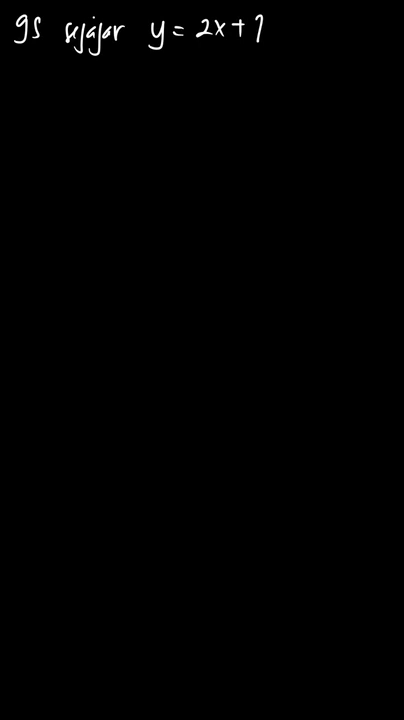 gs sejajar y = 2x + 7